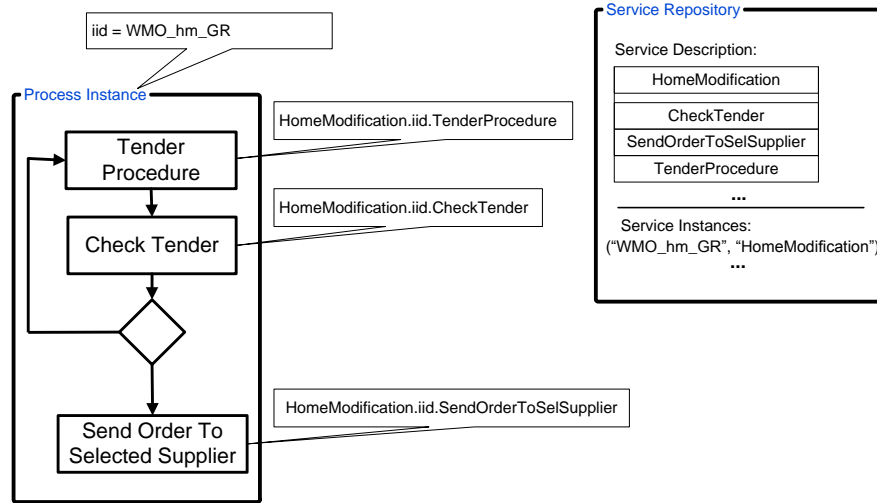 iid = WMO_hm_GR
Process Instance
Tender
Procedure
HomeModification.iid.TenderProcedure
Check Tender
HomeModification.iid.CheckTender
Send Order To
Selected Supplier
HomeModification.iid.SendOrderToSelSupplier
Service Repository
Service Description:
HomeModification
CheckTender
SendOrderToSelSupplier
TenderProcedure
...
Service Instances:
(“WMO_hm_GR”, “HomeModification”)
...